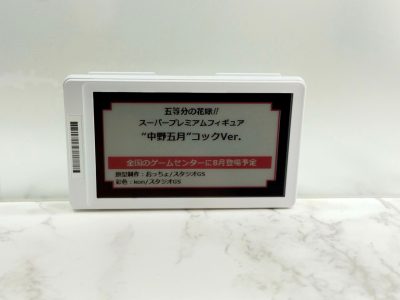 五等分の花嫁∬
スーパープレミアムフィギュア
“中野五月”コックVer.
全国のゲームセンターに8月登場予定
原型制作：おっちょ/スタジオGS
彩色：kon/スタジオGS